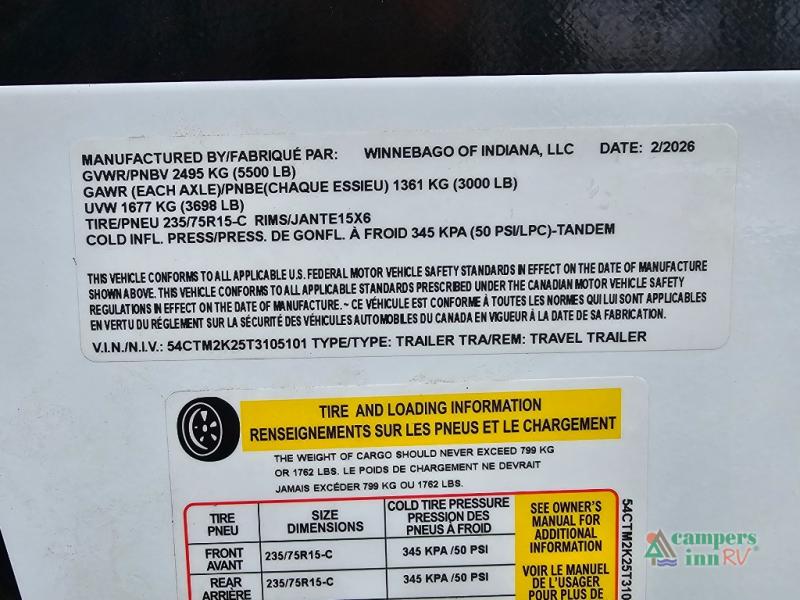 MANUFACTURED BY/FABRIQUÉ PAR: WINNEBAGO OF INDIANA, LLC DATE: 2/2026
GVWR/PNBV 2495 KG (5500 LB)
GAWR (EACH AXLE)/PNBE(CHAQUE ESSIEU) 1361 KG (3000 LB)
UVW 1677 KG (3698 LB)
TIRE/PNEU 235/75R15-C RIMS/JANTE15X6
COLD INFL. PRESS/PRESS. DE GONFL. À FROID 345 KPA (50 PSI/LPC)-TANDEM
THIS VEHICLE CONFORMS TO ALL APPLICABLE U.S. FEDERAL MOTOR VEHICLE SAFETY STANDARDS IN EFFECT ON THE DATE OF MANUFACTURE
SHOWN ABOVE. THIS VEHICLE CONFORMS TO ALL APPLICABLE STANDARDS PRESCRIBED UNDER THE CANADIAN MOTOR VEHICLE SAFETY
REGULATIONS IN EFFECT ON THE DATE OF MANUFACTURE. ~ CE VÉHICULE EST CONFORME À TOUTES LES NORMES QUI LUI SONT APPLICABLES
EN VERTU DU RÉGLEMENT SUR LA SÉCURITÉ DES VÉHICULES AUTOMOBILES DU CANADA EN VIGUEUR À LA DATE DE SA FABRICATION.
V.I.N./N.I.V.: 54CTM2K25T3105101 TYPE/TYPE: TRAILER TRA/REM: TRAVEL TRAILER
TIRE AND LOADING INFORMATION
RENSEIGNEMENTS SUR LES PNEUS ET LE CHARGEMENT
THE WEIGHT OF CARGO SHOULD NEVER EXCEED 799 KG
OR 1762 LBS. LE POIDS DE CHARGEMENT NE DEVRAIT
JAMAIS EXCÉDER 799 KG OU 1762 LBS.
TIRE
PNEU
SIZE
DIMENSIONS
COLD TIRE PRESSURE
PRESSION DES
PNEUS À FROID
FRONT
AVANT
235/75R15-C
345 KPA /50 PSI
REAR
ARRIÈRE
235/75R15-C
345 KPA /50 PSI
SEE OWNER'S
MANUAL FOR
ADDITIONAL
INFORMATION
VOIR LE MANUEL
DE L'USAGER
POUR PLUS DE
54CTM2K25T310
campers
inn RV